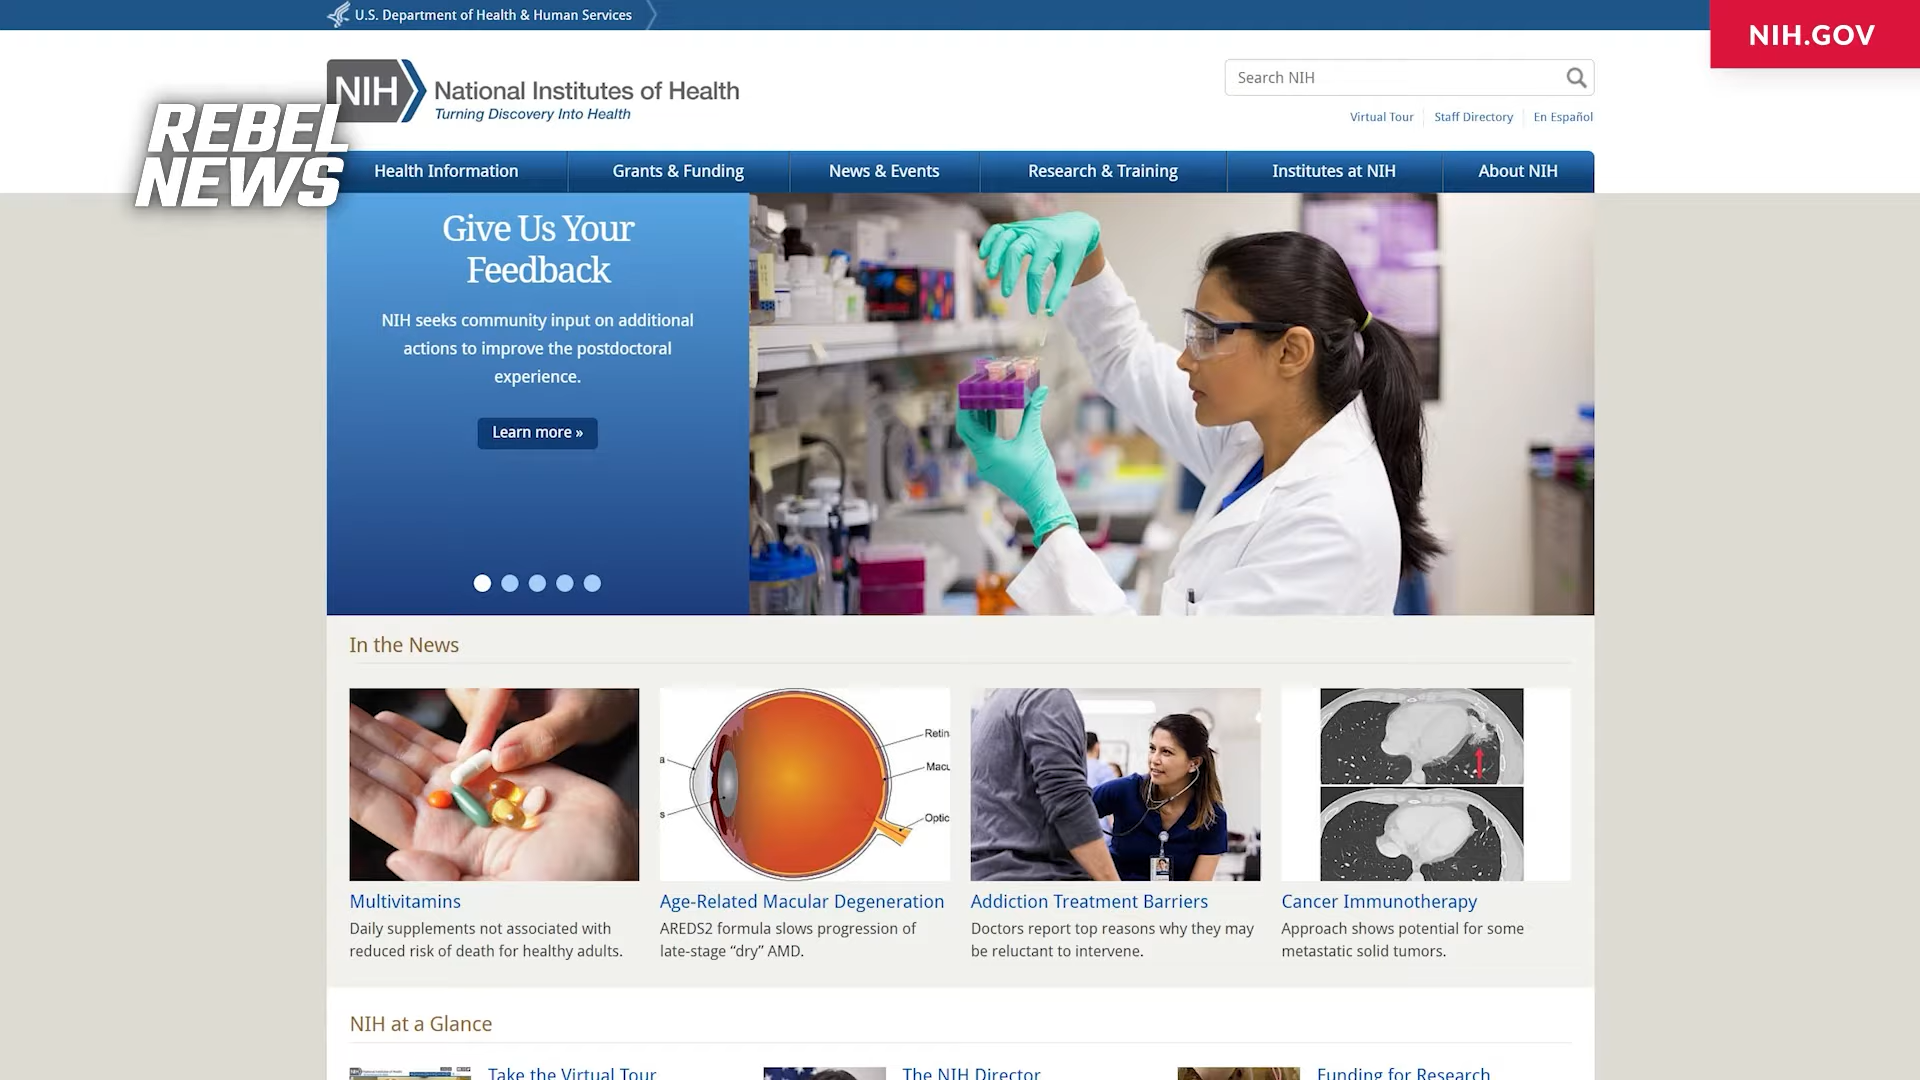 U.S. Department of Health & Human Services
NIH.GOV
NIH
National Institutes of Health
Turning Discovery Into Health
Search NIH
Virtual Tour
Staff Directory
En Español
REBEL
NEWS
Health Information
Grants & Funding
News & Events
Research & Training
Institutes at NIH
About NIH
Give Us Your
Feedback
NIH seeks community input on additional
actions to improve the postdoctoral
experience.
Learn more »
In the News
Retin
Macu
Optic
a
s
Multivitamins
Daily supplements not associated with
reduced risk of death for healthy adults.
Age-Related Macular Degeneration
AREDS2 formula slows progression of
late-stage “dry” AMD.
Addiction Treatment Barriers
Doctors report top reasons why they may
be reluctant to intervene.
Cancer Immunotherapy
Approach shows potential for some
metastatic solid tumors.
NIH at a Glance
Take the Virtual Tour
The NIH Director
Funding for Research